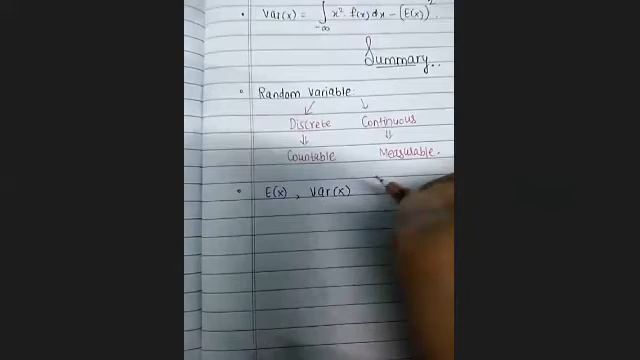 • Var(x) = ∫ x². f(x) dx - (E(x))².
-∞
Summary..
• Random Variable.
↙ ↘
Discrete Continuous
↓ ↓
Countable Measurable.
• E(x), Var(x)